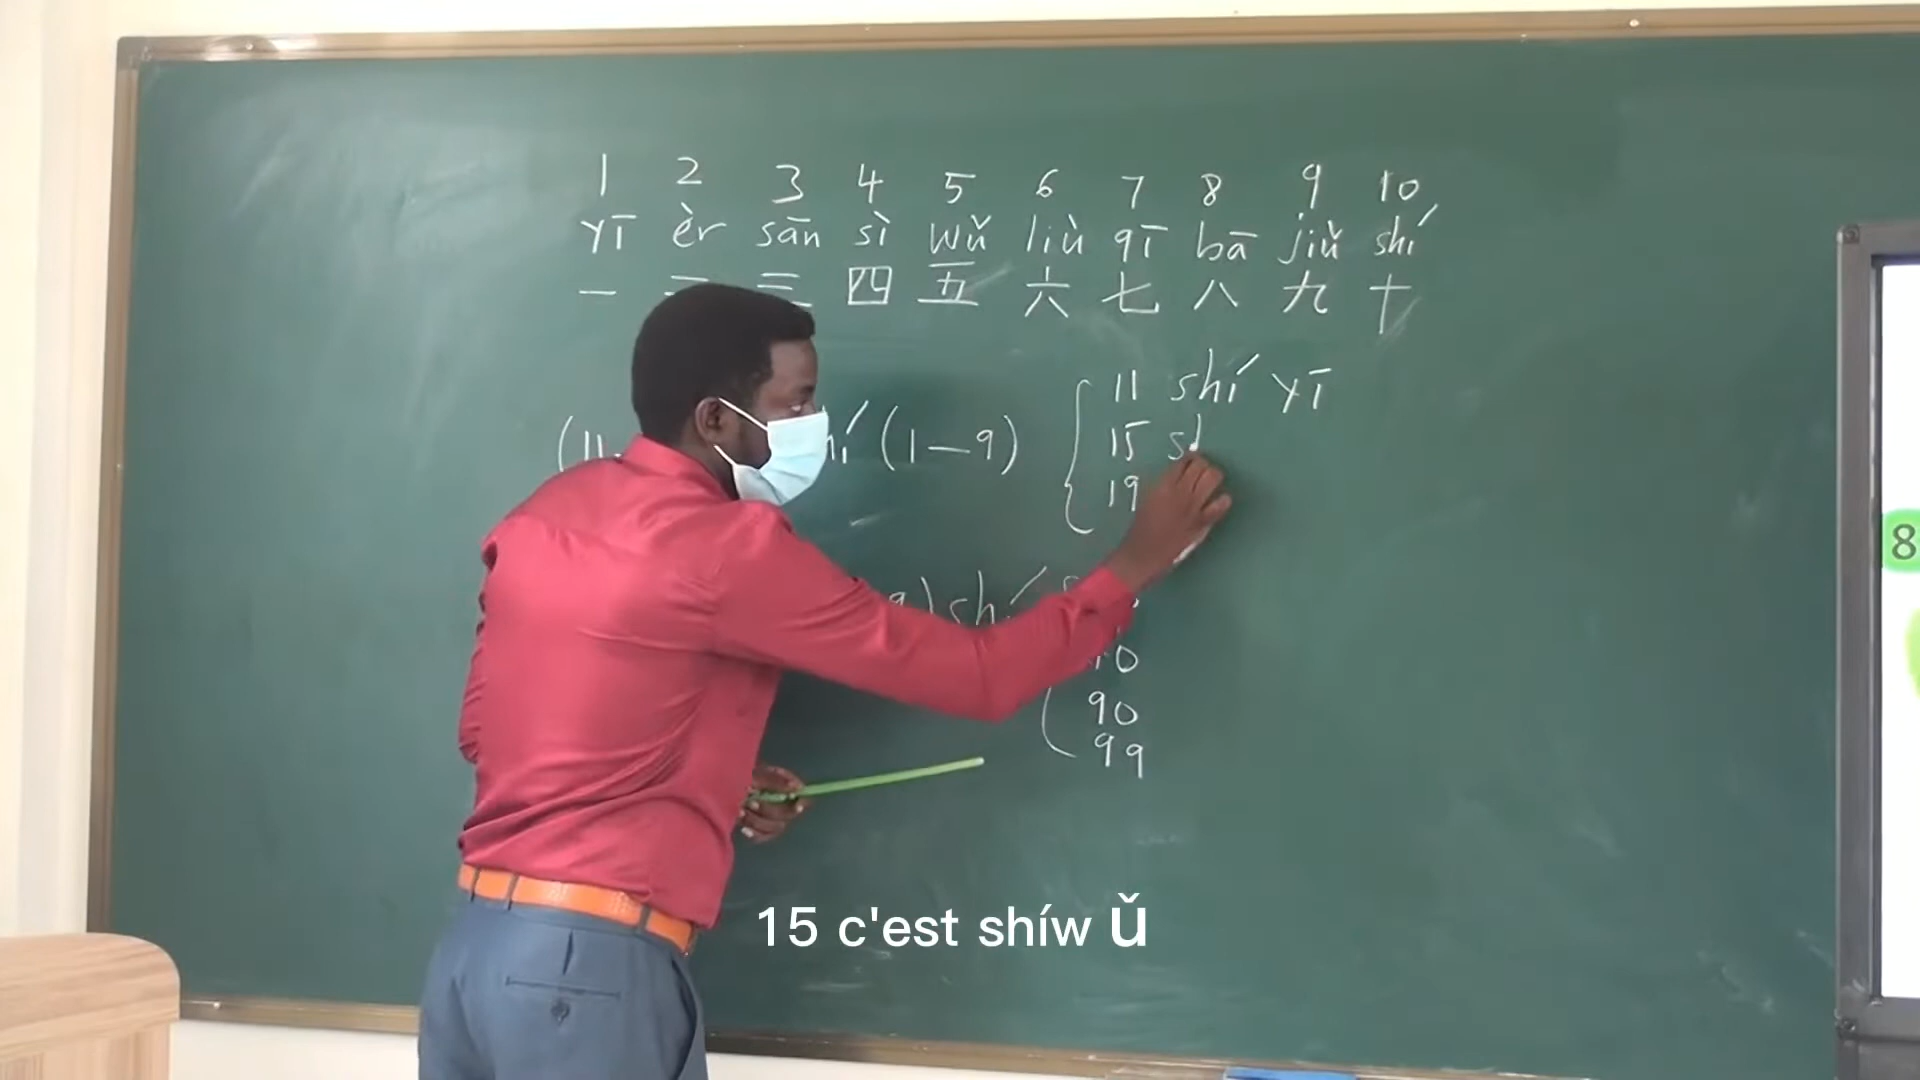 1 2 3 4 5 6 7 8 9 10
yī èr sān sì wǔ liù qī bā jiǔ shí
一 二 三 四 五 六 七 八 九 十
11 shí yī
(1—9)
15
19
shí
90
99
8
15 c'est shíw ǔ